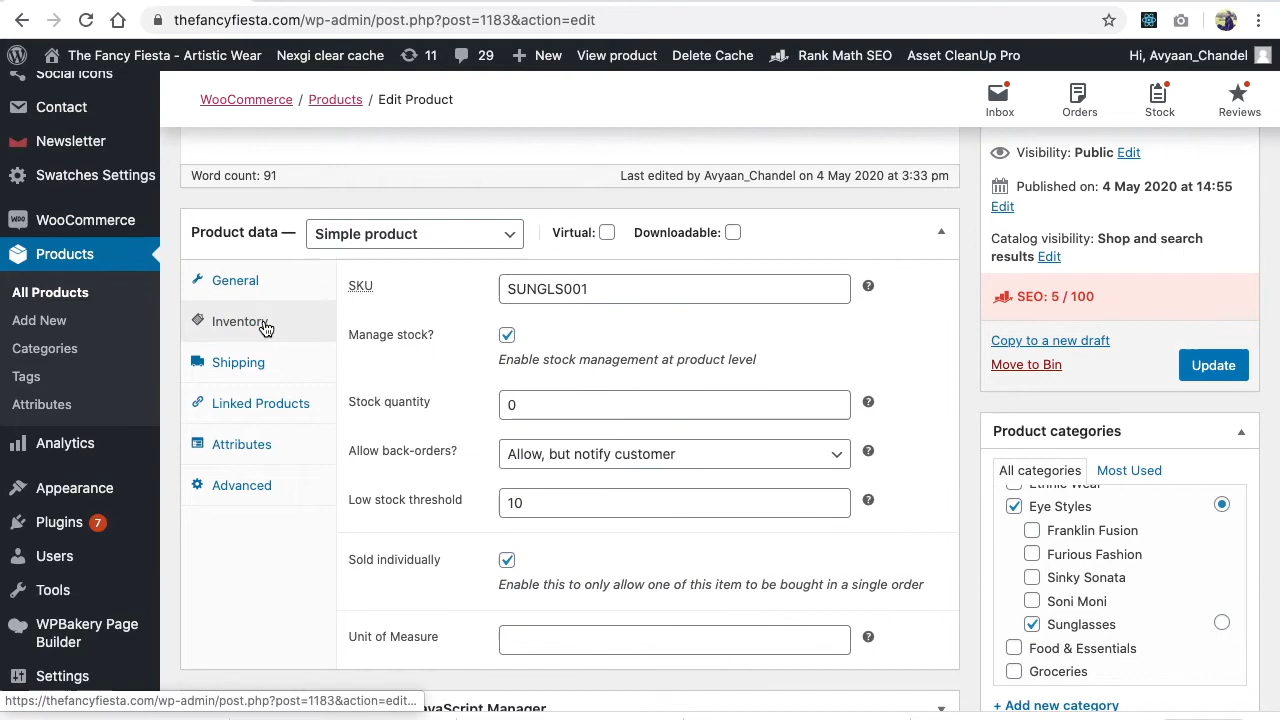 thefancyfiesta.com/wp-admin/post.php?post=1183&action=edit
The Fancy Fiesta - Artistic Wear Nexgi clear cache 11 29 New View product Delete Cache Rank Math SEO Asset CleanUp Pro Hi, Avyaan_Chandel
Social Icons
Contact
Newsletter
Swatches Settings
WOO WooCommerce
Products
All Products
Add New
Categories
Tags
Attributes
Analytics
Appearance
Plugins 7
Users
Tools
WPBakery Page
Builder
Settings
WooCommerce / Products / Edit Product
Inbox Orders Stock Reviews
Word count: 91 Last edited by Avyaan_Chandel on 4 May 2020 at 3:33 pm
Product data — Simple product Virtual: Downloadable:
General
Inventory
Shipping
Linked Products
Attributes
Advanced
SKU SUNGLS001
Manage stock?
Enable stock management at product level
Stock quantity 0
Allow back-orders? Allow, but notify customer
Low stock threshold 10
Sold individually
Enable this to only allow one of this item to be bought in a single order
Unit of Measure
JavaScript Manager
Visibility: Public Edit
Published on: 4 May 2020 at 14:55
Edit
Catalog visibility: Shop and search
results Edit
SEO: 5 / 100
Copy to a new draft
Move to Bin Update
Product categories
All categories Most Used
Ethnic Wear
Eye Styles
Franklin Fusion
Furious Fashion
Sinky Sonata
Soni Moni
Sunglasses
Food & Essentials
Groceries
+ Add new category
https://thefancyfiesta.com/wp-admin/post.php?post=1183&action=edit...